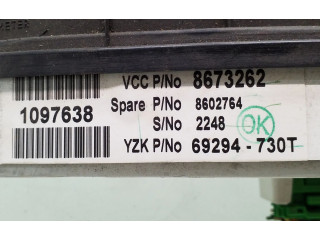 VCC P/No 8673262
1097638
Spare P/No 8602764
S/No 2248
OK
YZK P/No 69294 - 730T